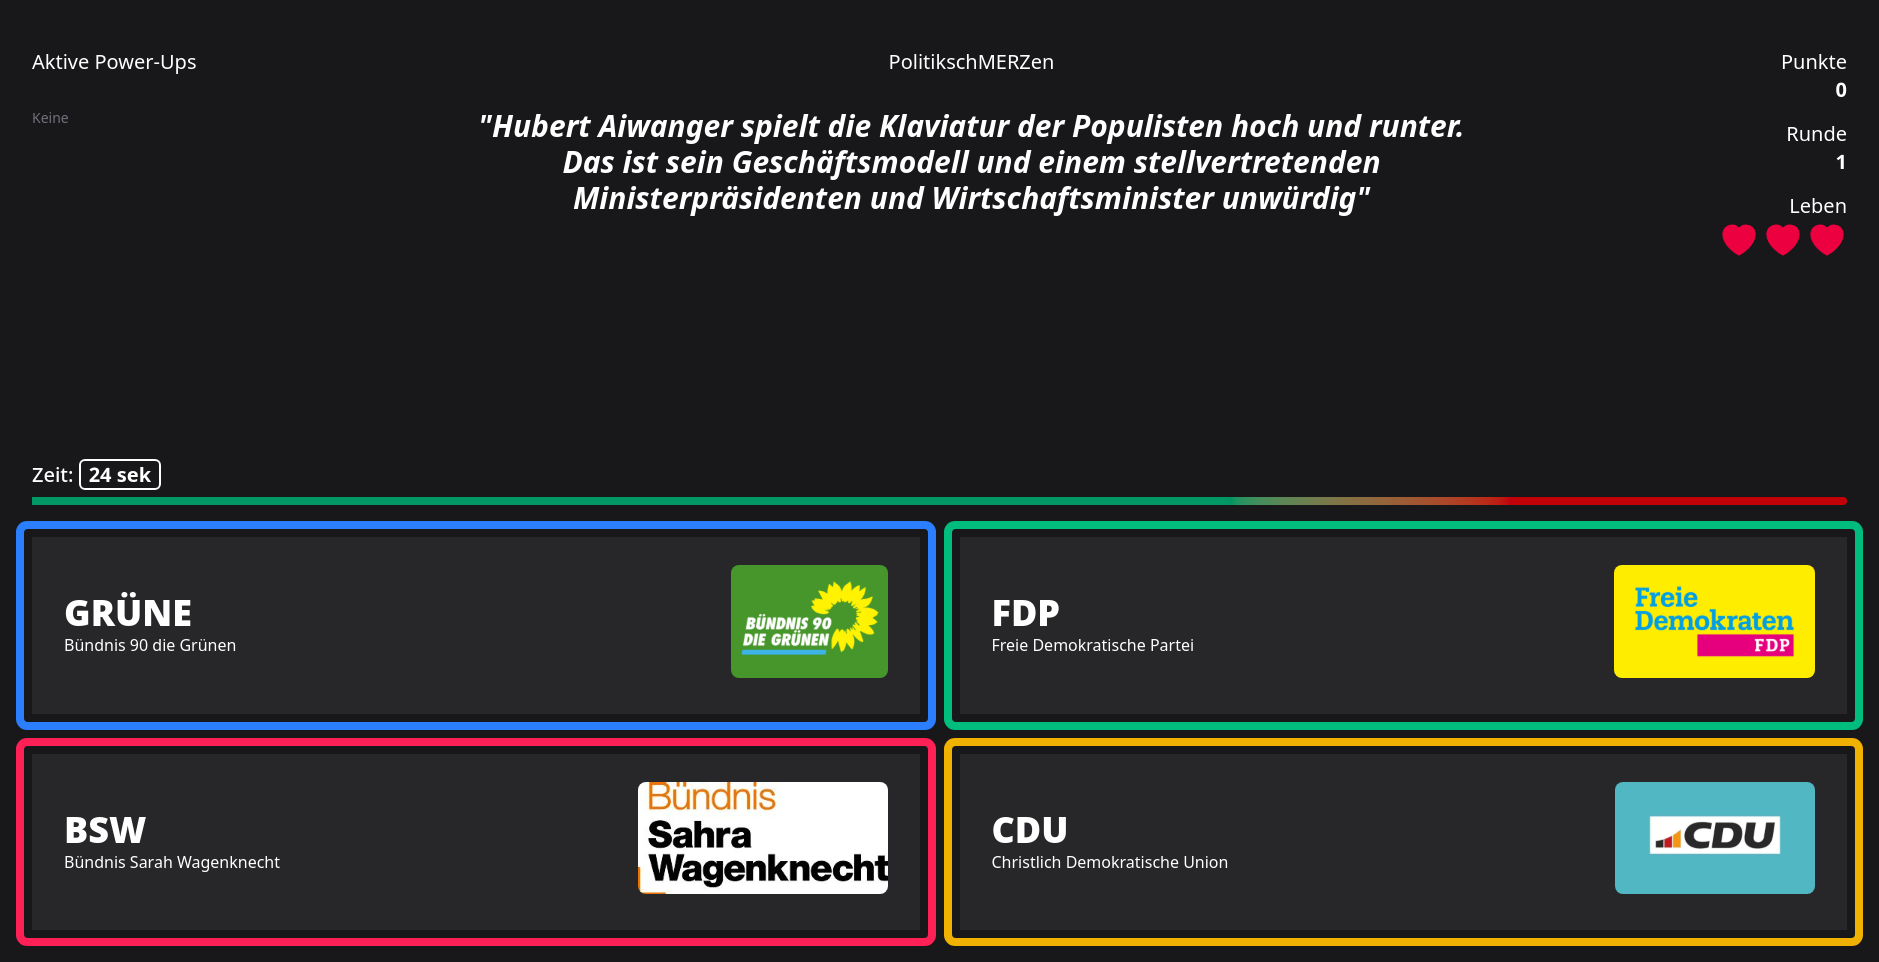 Aktive Power-Ups
Keine
PolitikschMERZen
"Hubert Aiwanger spielt die Klaviatur der Populisten hoch und runter.
Das ist sein Geschäftsmodell und einem stellvertretenden
Ministerpräsidenten und Wirtschaftsminister unwürdig"
Punkte
0
Runde
1
Leben
Zeit: 24 sek
GRÜNE
Bündnis 90 die Grünen
BÜNDNIS 90
DIE GRÜNEN
FDP
Freie Demokratische Partei
Freie
Demokraten
FDP
BSW
Bündnis Sarah Wagenknecht
Bündnis
Sahra
Wagenknecht
CDU
Christlich Demokratische Union
CDU